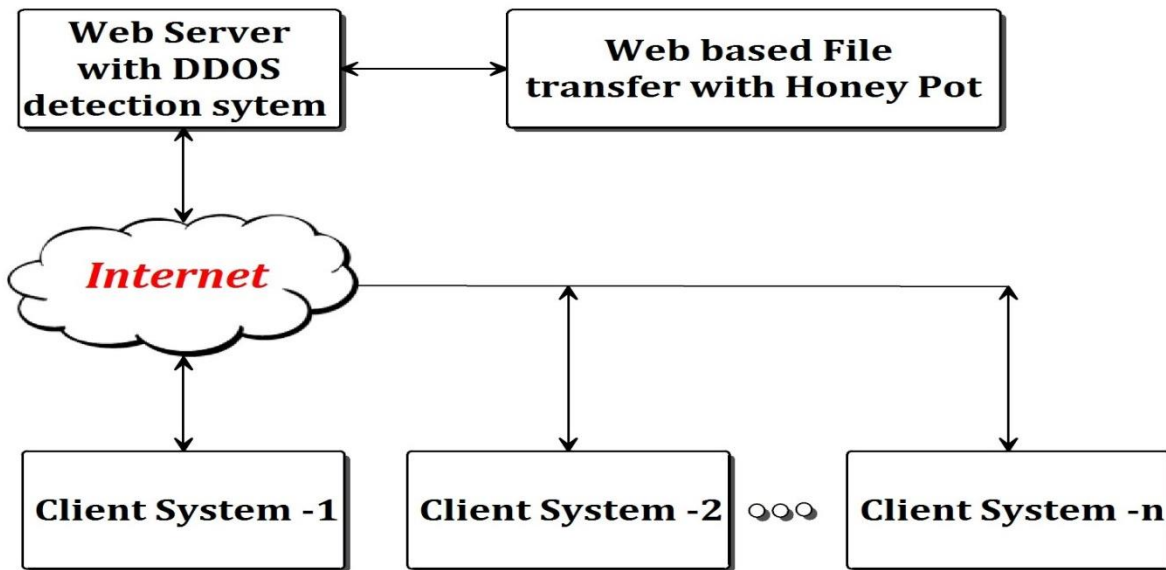 Web Server
with DDOS
detection sytem
Web based File
transfer with Honey Pot
Internet
Client System -1
Client System -2
Client System -n